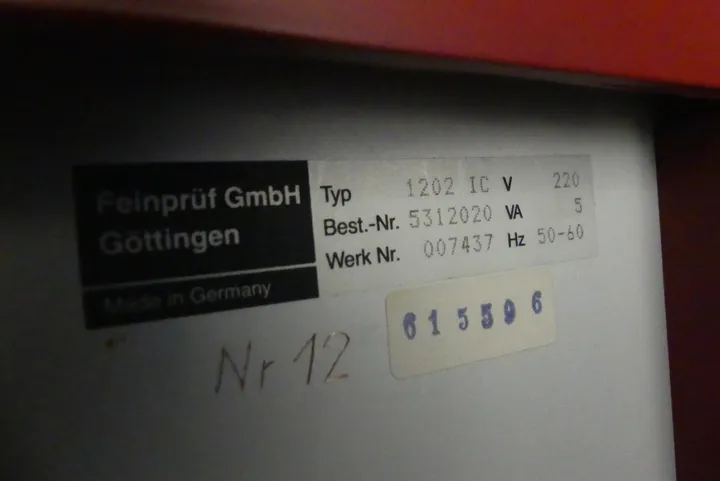 Feinprüf GmbH
Göttingen
Made in Germany
Typ 1202 IC V 220
Best.-Nr. 5312020 VA 5
Werk Nr. 007437 Hz 50-60
615596
Nr 12